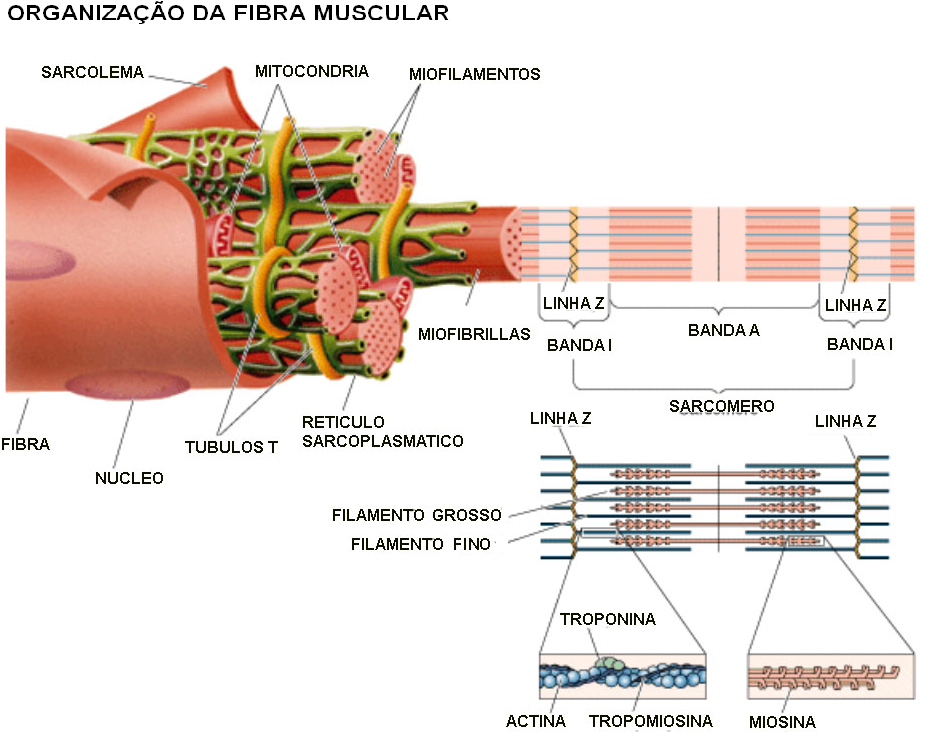 ORGANIZAÇÃO DA FIBRA MUSCULAR
SARCOLEMA
MITOCONDRIA
MIOFILAMENTOS
LINHA Z
LINHA Z
MIOFIBRILLAS
BANDA A
BANDA I
BANDA I
SARCOMERO
LINHA Z
LINHA Z
RETICULO
SARCOPLASMATICO
TUBULOS T
FIBRA
NUCLEO
FILAMENTO GROSSO
FILAMENTO FINO
TROPONINA
ACTINA
TROPOMIOSINA
MIOSINA